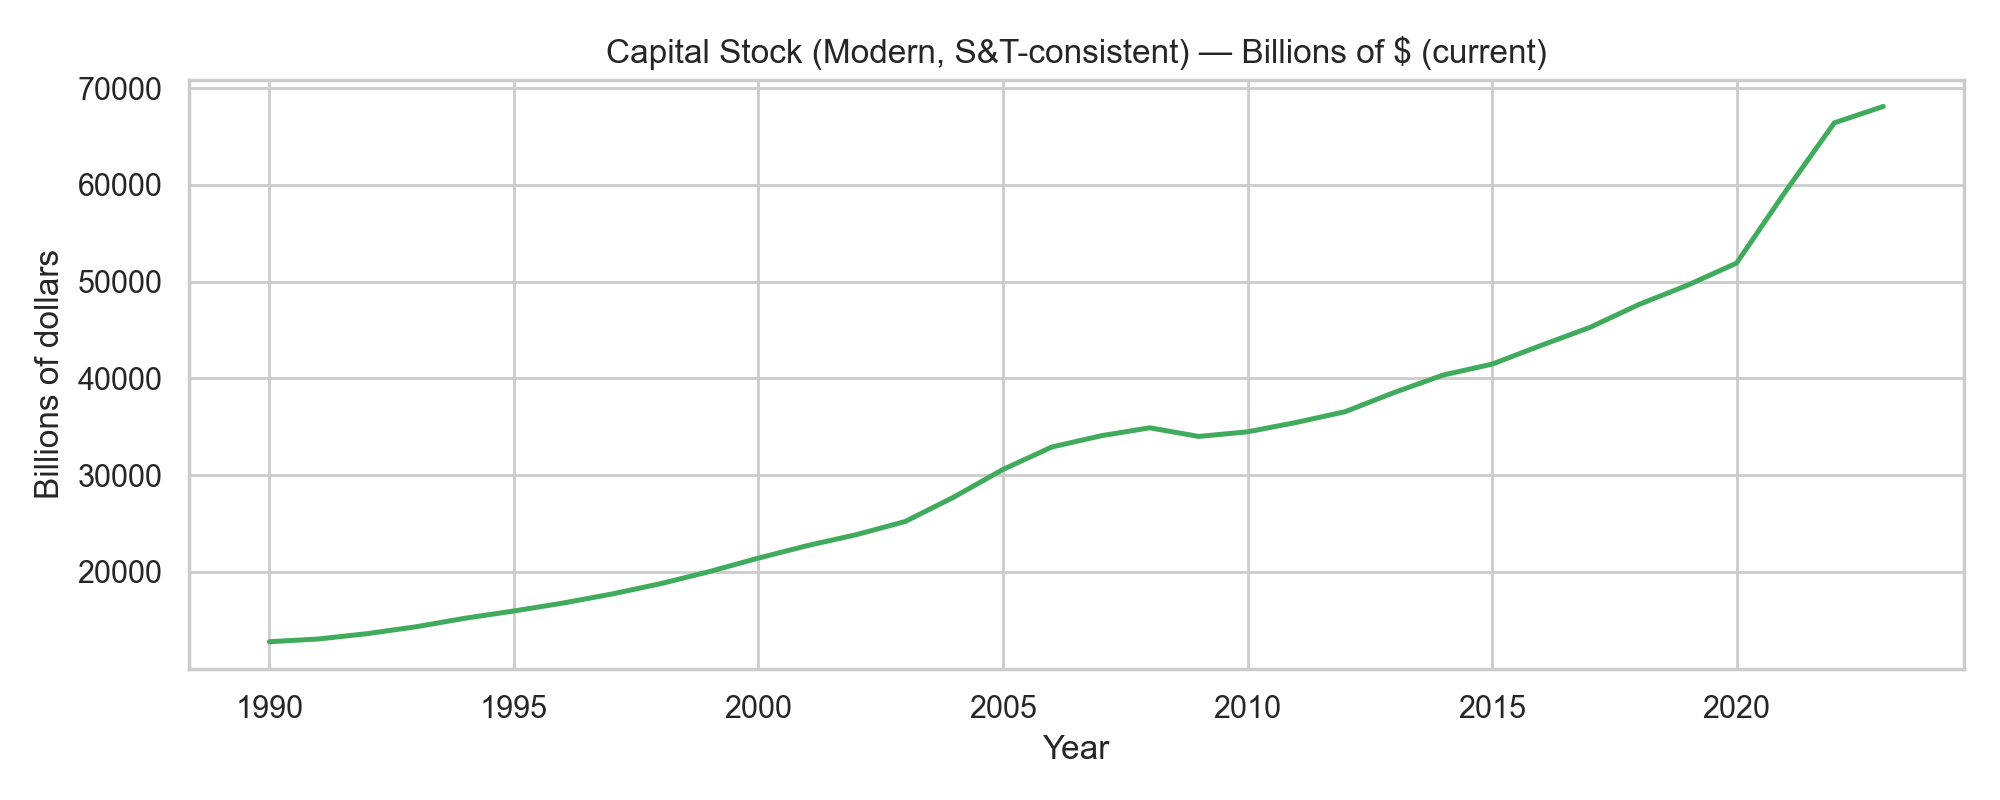 Capital Stock (Modern, S&T-consistent) — Billions of $ (current)
70000
60000
50000
40000
30000
20000
Billions of dollars
1990 1995 2000 2005 2010 2015 2020
Year